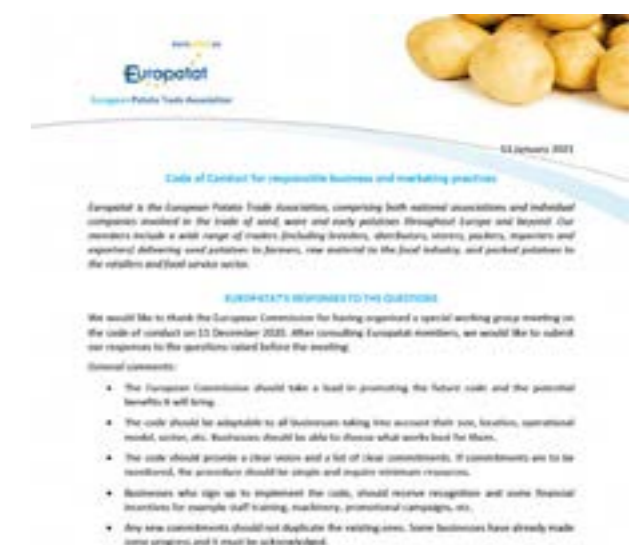 Europatat
European Potato Trade Association
January 2021
Code of Conduct for responsible business and marketing practices
Europatat is the European Potato Trade Association, comprising both national associations and individual
companies involved in the trade of seed, ware and early potatoes throughout Europe and beyond. Our
members include a wide range of traders (including breeders, distributors, storers, packers, importers and
exporters) delivering seed potatoes to farmers, raw material to the food industry, and packed potatoes to
the retailers and food service sector.
EUROPATAT'S RESPONSES TO THE QUESTIONS
We would like to thank the European Commission for having organised a special working group meeting on
the code of conduct on 15 December 2020. After consulting Europatat members, we would like to submit
our responses to the questions raised before the meeting.
General comments:
• The European Commission should take a lead in promoting the future code and the potential
benefits it will bring.
• The code should be adaptable to all businesses taking into account their size, location, operational
model, sector, etc. Businesses should be able to choose what works best for them.
• The code should provide a clear vision and a list of clear commitments. If commitments are to be
monitored, the procedure should be simple and require minimum resources.
• Businesses who sign up to implement the code, should receive recognition and some financial
incentives for example staff training, machinery, promotional campaigns, etc.
• Any new commitments should not duplicate the existing ones. Some businesses have already made
some progress and it must be acknowledged.